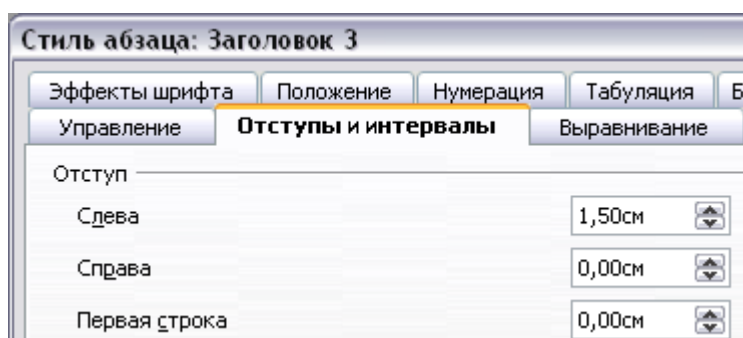 Стиль абзаца: Заголовок 3
Эффекты шрифта Положение Нумерация Табуляция
Управление Отступы и интервалы Выравнивание
Отступ
Слева 1,50см
Справа 0,00см
Первая строка 0,00см